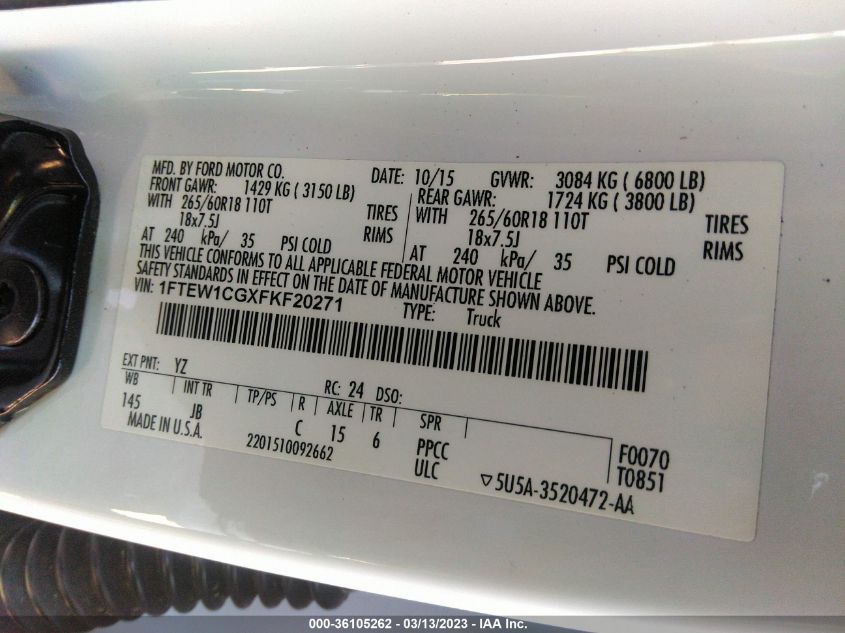 MFD. BY FORD MOTOR CO. DATE: 10/15 GVWR: 3084 KG ( 6800 LB)
FRONT GAWR: 1429 KG ( 3150 LB) REAR GAWR: 1724 KG ( 3800 LB)
WITH 265/60R18 110T TIRES WITH 265/60R18 110T TIRES
18x7.5J RIMS 18x7.5J RIMS
AT 240 kPa/ 35 PSI COLD AT 240 kPa/ 35 PSI COLD
THIS VEHICLE CONFORMS TO ALL APPLICABLE FEDERAL MOTOR VEHICLE
SAFETY STANDARDS IN EFFECT ON THE DATE OF MANUFACTURE SHOWN ABOVE.
VIN: 1FTEW1CGXFKF20271 TYPE: Truck
EXT PNT: YZ RC: 24 DSO:
WB INT TR TP/PS R AXLE TR SPR
145 JB C 15 6 PPCC F0070
MADE IN U.S.A. 2201510092662 ULC T0851
▽5U5A-3520472-AA
000-36105262 - 03/13/2023 - IAA Inc.